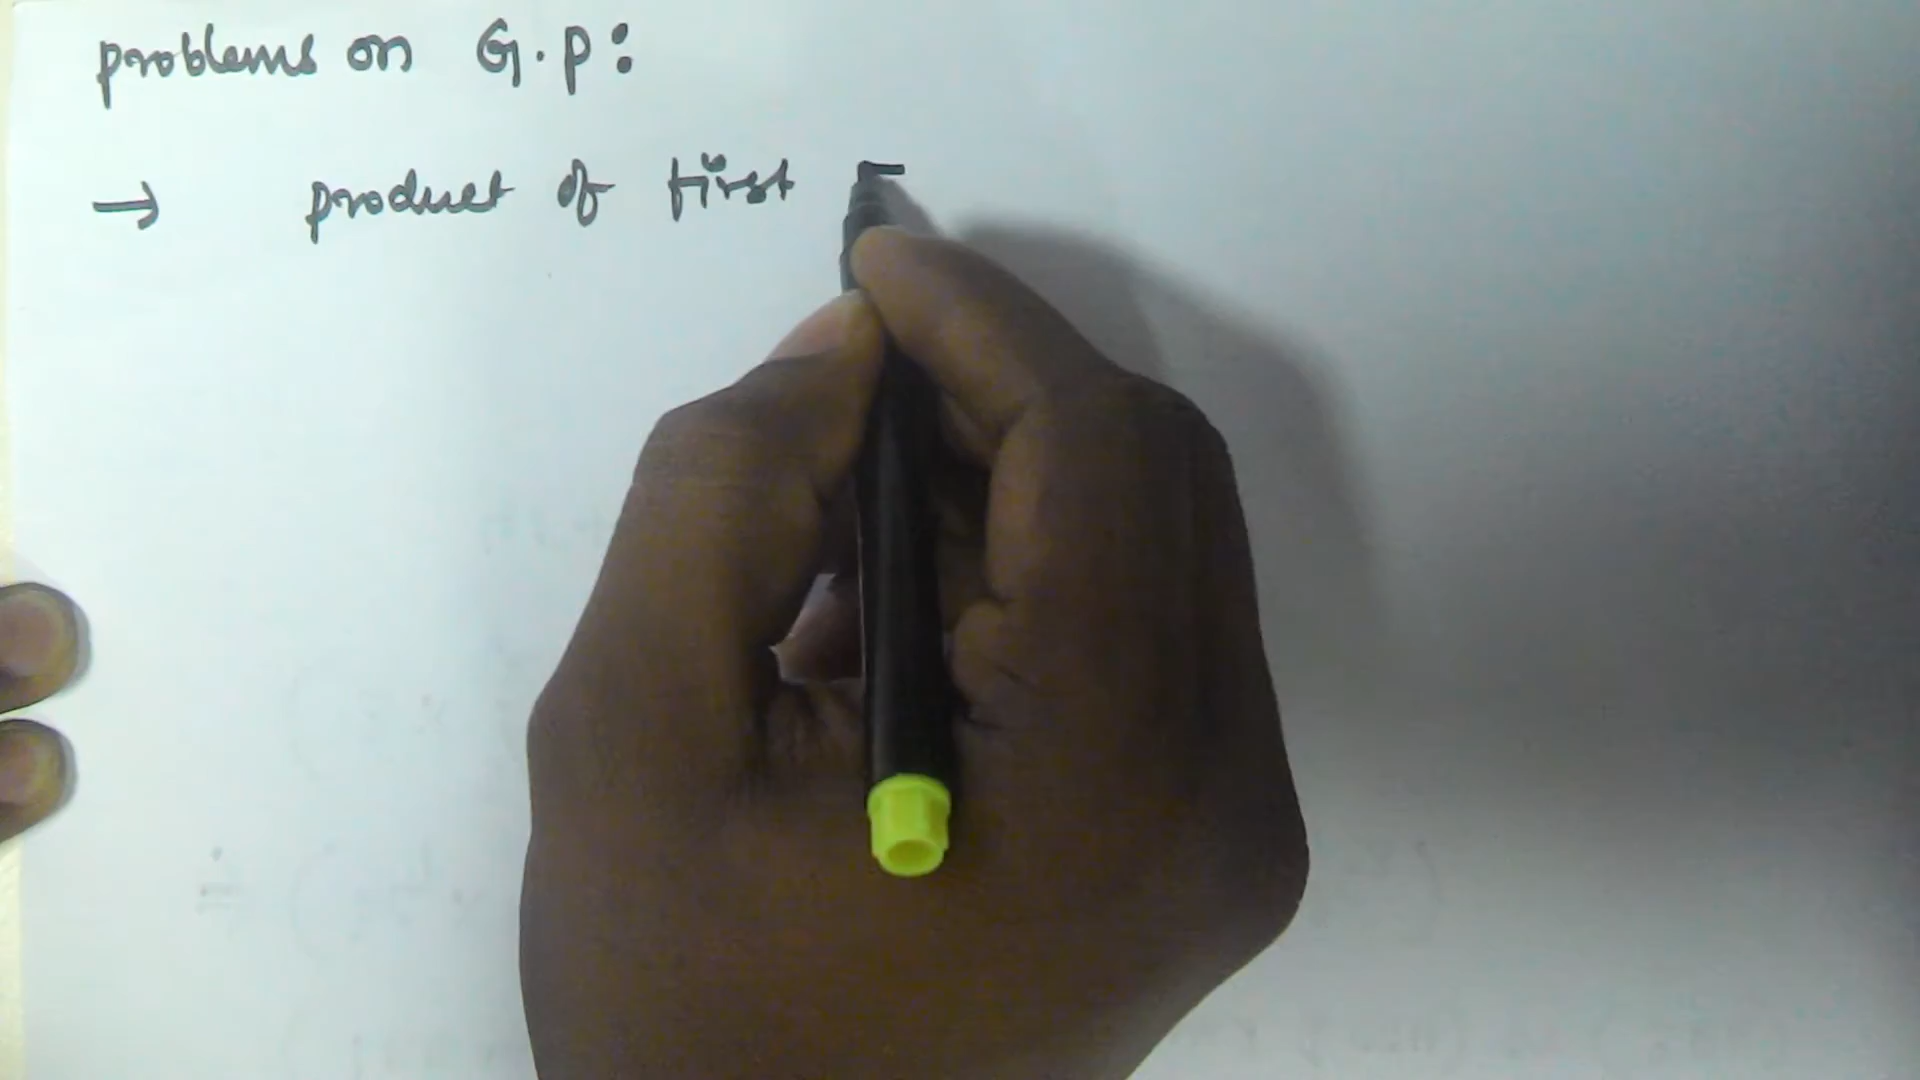 problems on G.P:
→ product of first